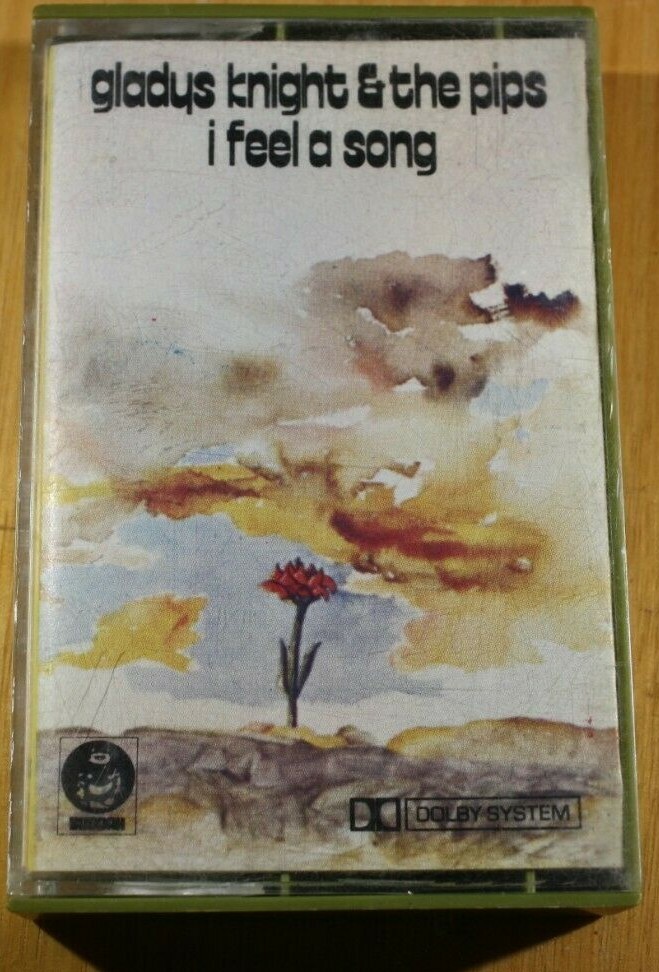 gladys knight & the pips
i feel a song
DOLBY SYSTEM